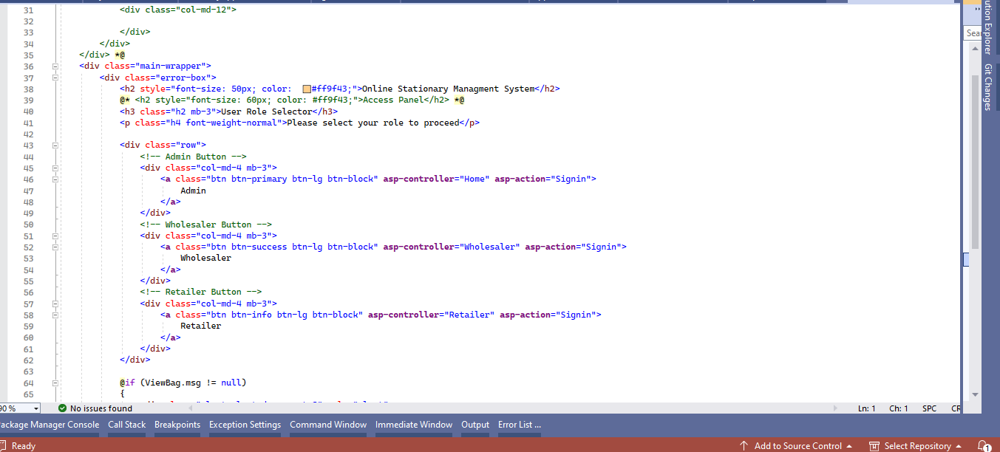 31 <div class="col-md-12">
32
33 </div>
34 </div>
35 </div> *@
36 <div class="main-wrapper">
37 <div class="error-box">
38 <h2 style="font-size: 50px; color: #ff9f43;">Online Stationary Managment System</h2>
39 @* <h2 style="font-size: 60px; color: #ff9f43;">Access Panel</h2> *@
40 <h3 class="h2 mb-3">User Role Selector</h3>
41 <p class="h4 font-weight-normal">Please select your role to proceed</p>
42
43 <div class="row">
44 <!-- Admin Button -->
45 <div class="col-md-4 mb-3">
46 <a class="btn btn-primary btn-lg btn-block" asp-controller="Home" asp-action="Signin">
47 Admin
48 </a>
49 </div>
50 <!-- Wholesaler Button -->
51 <div class="col-md-4 mb-3">
52 <a class="btn btn-success btn-lg btn-block" asp-controller="Wholesaler" asp-action="Signin">
53 Wholesaler
54 </a>
55 </div>
56 <!-- Retailer Button -->
57 <div class="col-md-4 mb-3">
58 <a class="btn btn-info btn-lg btn-block" asp-controller="Retailer" asp-action="Signin">
59 Retailer
60 </a>
61 </div>
62 </div>
63
64 @if (ViewBag.msg != null)
65 {
90 % No issues found Ln: 1 Ch: 1 SPC CR
ackage Manager Console Call Stack Breakpoints Exception Settings Command Window Immediate Window Output Error List ...
Ready Add to Source Control Select Repository 1
Sear
ution Explorer
Git Changes